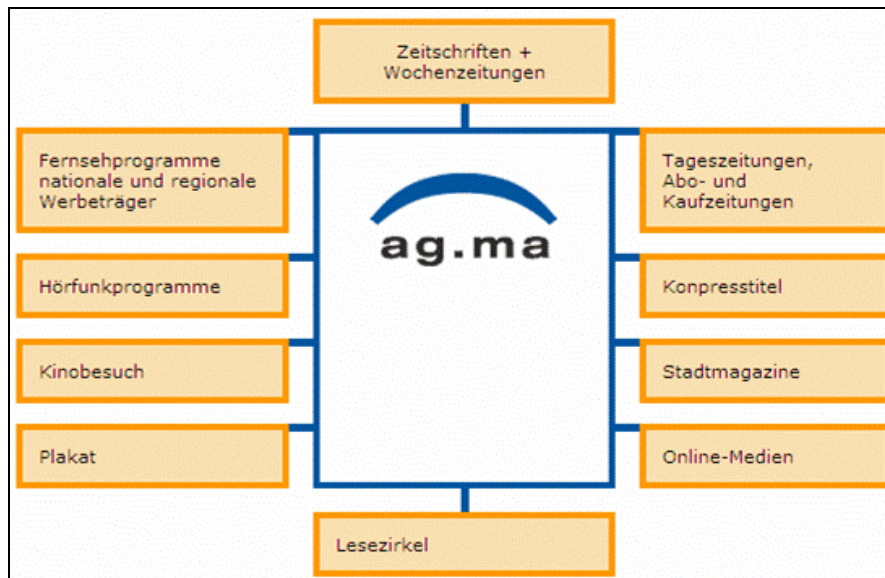 Zeitschriften +
Wochenzeitungen
Fernsehprogramme
nationale und regionale
Werbeträger
Hörfunkprogramme
Kinobesuch
Plakat
ag.ma
Tageszeitungen,
Abo- und
Kaufzeitungen
Konpresstitel
Stadtmagazine
Online-Medien
Lesezirkel